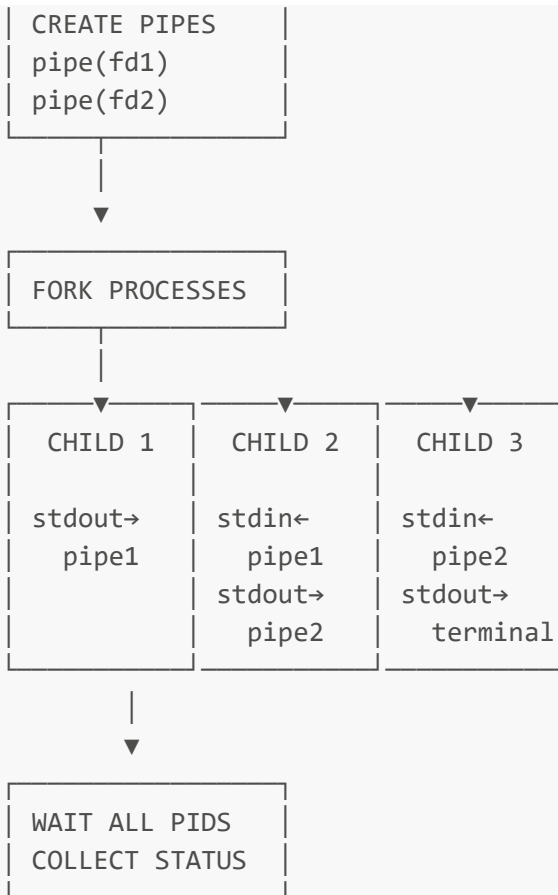 CREATE PIPES
pipe(fd1)
pipe(fd2)
FORK PROCESSES
CHILD 1
stdout→
pipe1
CHILD 2
stdin←
pipe1
stdout→
pipe2
CHILD 3
stdin←
pipe2
stdout→
terminal
WAIT ALL PIDS
COLLECT STATUS